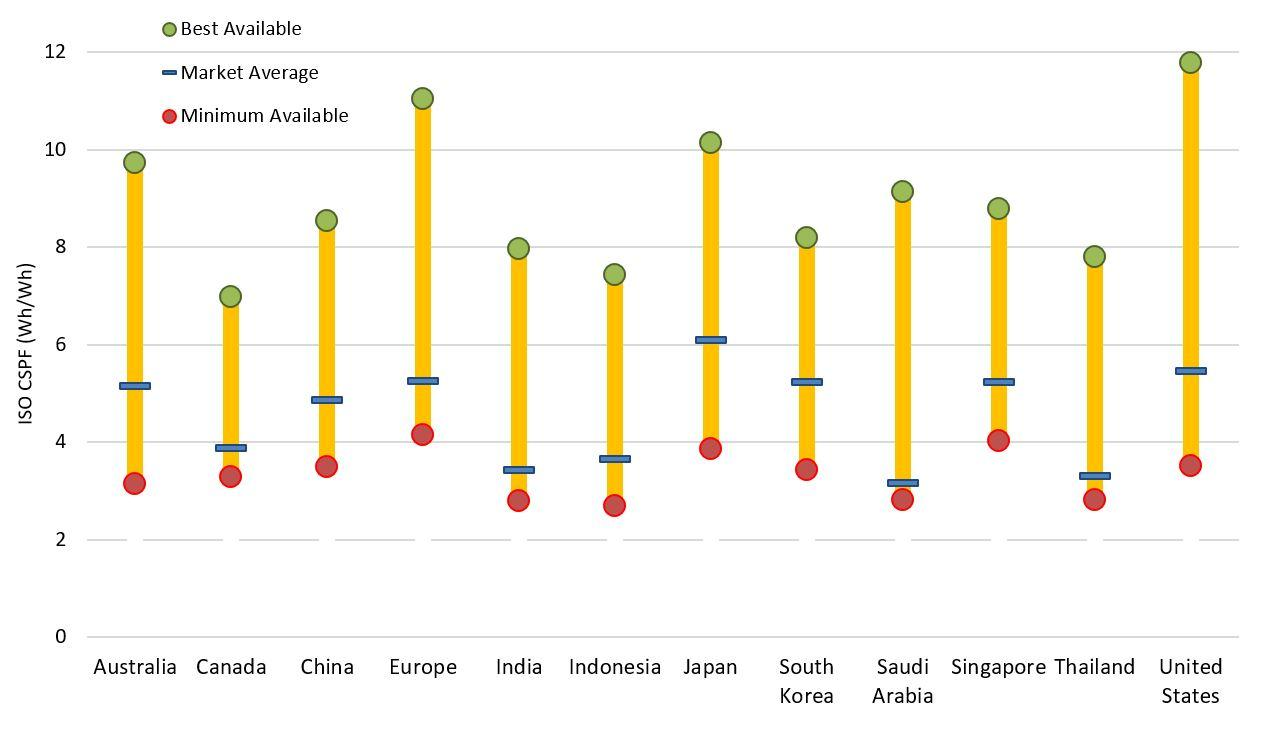 Best Available
Market Average
Minimum Available
ISO CSPF (Wh/Wh)
12
10
8
6
4
2
0
Australia Canada China Europe India Indonesia Japan South Korea Saudi Arabia Singapore Thailand United States